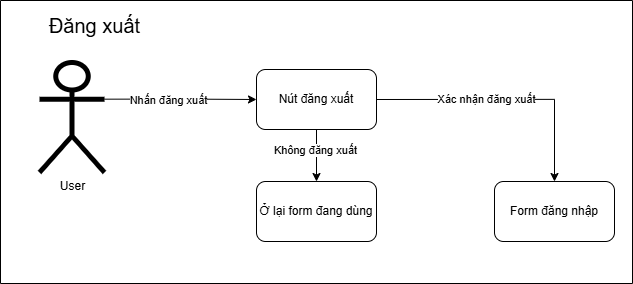 Đăng xuất
Nhấn đăng xuất
Nút đăng xuất
Xác nhận đăng xuất
Không đăng xuất
User
Ở lại form đang dùng
Form đăng nhập